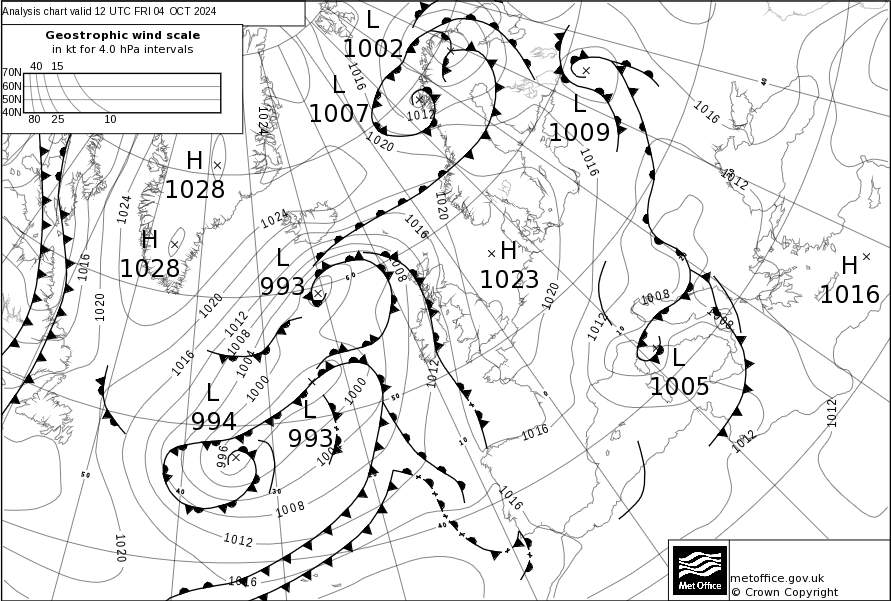 Analysis chart valid 12 UTC FRI 04 OCT 2024
Geostrophic wind scale
in kt for 4.0 hPa intervals
40 15
70N
60N
50N
40N
80 25 10
L
1002
L
1007
1012
1016
1020
1024
L
1009
1016
1016
1012
40
H
1028
H
1028
1024
1024
1016
1020
1020
1016
L
993
60
1008
H
1023
H
1016
1020
1016
1020
1012
1008
1004
1000
1016
1012
1008
1008
10
L
1005
L
994
L
993
1000
1012
0
50
10
1016
1012
1012
996
40
30
50
1008
1012
1016
1020
1016
40
Met Office
metoffice.gov.uk
© Crown Copyright